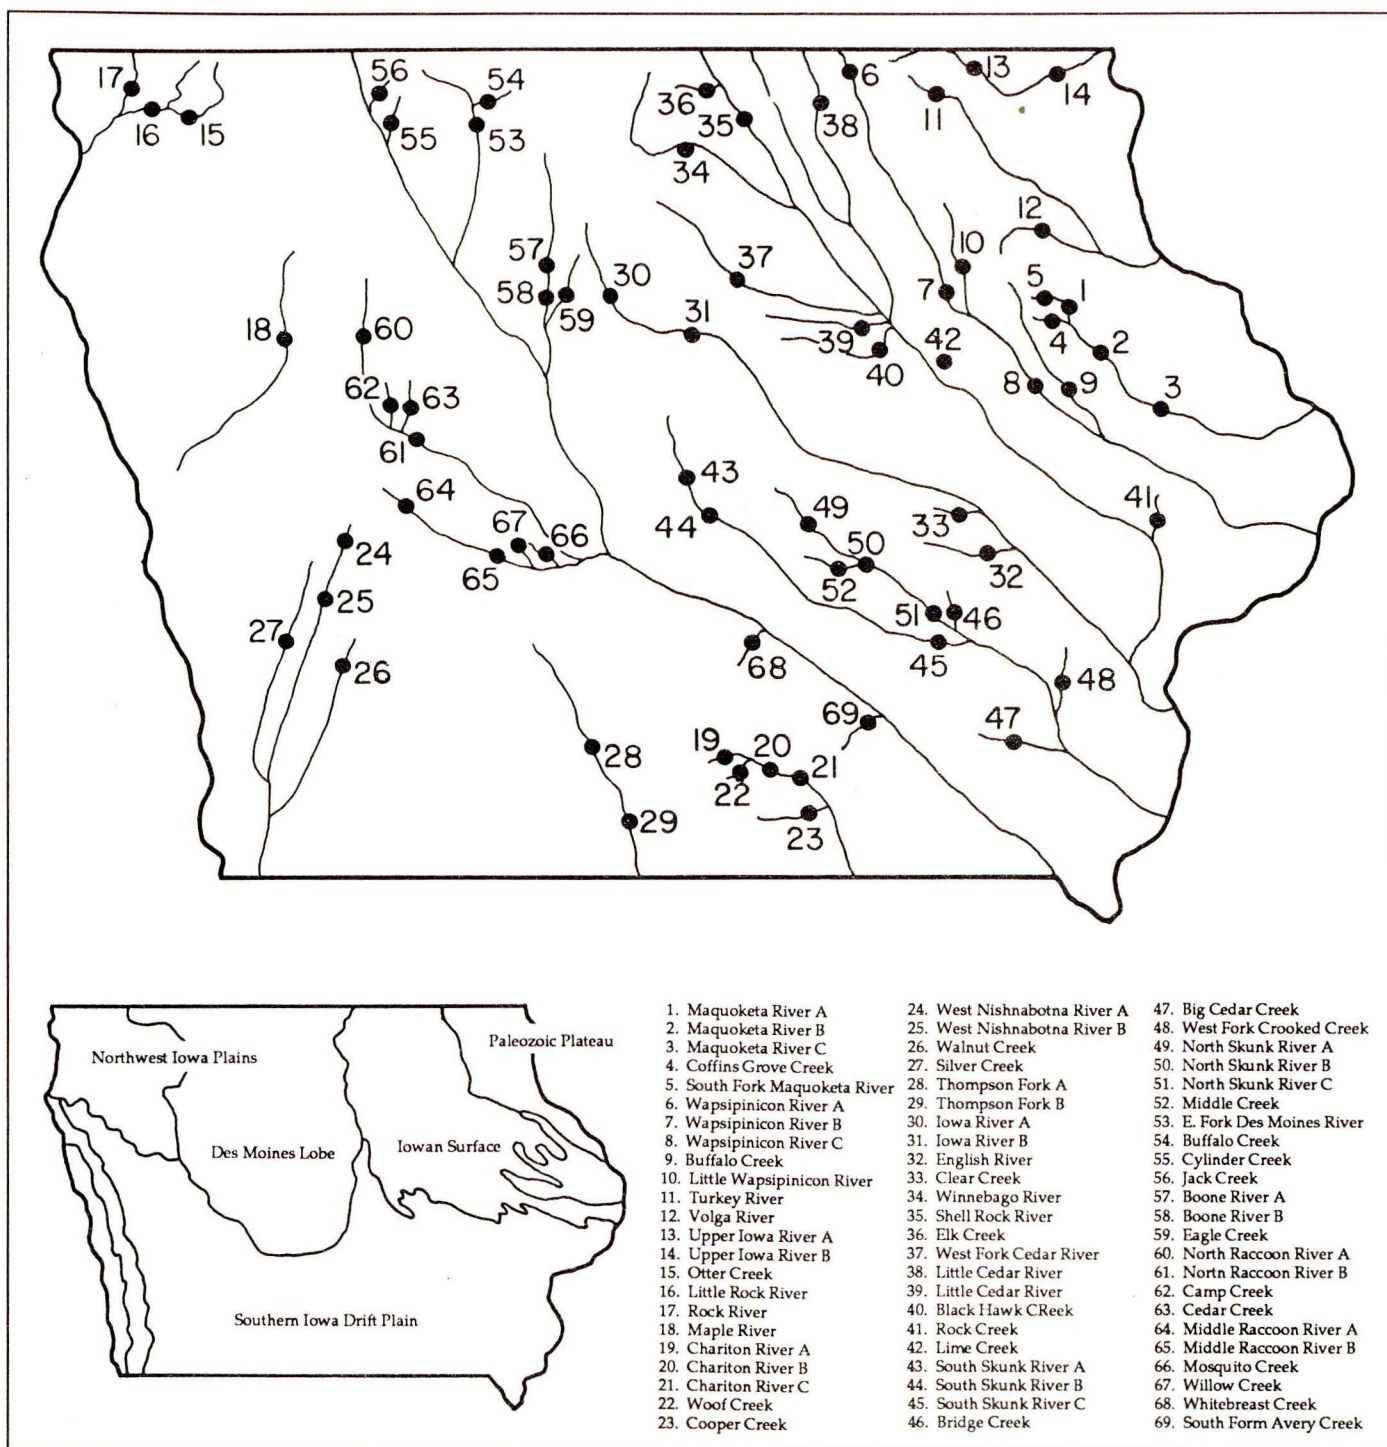 17
16
15
56
55
54
53
36
35
34
38
6
13
14
11
12
10
57
58
59
30
37
7
5
1
4
2
18
60
31
39
40
42
8
9
3
62
63
61
43
44
41
64
67
66
65
49
50
52
33
32
24
25
27
26
51
46
45
68
48
47
69
28
29
19
20
21
22
23
Northwest Iowa Plains
Paleozoic Plateau
Des Moines Lobe
Iowan Surface
Southern Iowa Drift Plain
1. Maquoketa River A
2. Maquoketa River B
3. Maquoketa River C
4. Coffins Grove Creek
5. South Fork Maquoketa River
6. Wapsipinicon River A
7. Wapsipinicon River B
8. Wapsipinicon River C
9. Buffalo Creek
10. Little Wapsipinicon River
11. Turkey River
12. Volga River
13. Upper Iowa River A
14. Upper Iowa River B
15. Otter Creek
16. Little Rock River
17. Rock River
18. Maple River
19. Chariton River A
20. Chariton River B
21. Chariton River C
22. Woof Creek
23. Cooper Creek
24. West Nishnabotna River A
25. West Nishnabotna River B
26. Walnut Creek
27. Silver Creek
28. Thompson Fork A
29. Thompson Fork B
30. Iowa River A
31. Iowa River B
32. English River
33. Clear Creek
34. Winnebago River
35. Shell Rock River
36. Elk Creek
37. West Fork Cedar River
38. Little Cedar River
39. Little Cedar River
40. Black Hawk CReek
41. Rock Creek
42. Lime Creek
43. South Skunk River A
44. South Skunk River B
45. South Skunk River C
46. Bridge Creek
47. Big Cedar Creek
48. West Fork Crooked Creek
49. North Skunk River A
50. North Skunk River B
51. North Skunk River C
52. Middle Creek
53. E. Fork Des Moines River
54. Buffalo Creek
55. Cylinder Creek
56. Jack Creek
57. Boone River A
58. Boone River B
59. Eagle Creek
60. North Raccoon River A
61. Nortn Raccoon River B
62. Camp Creek
63. Cedar Creek
64. Middle Raccoon River A
65. Middle Raccoon River B
66. Mosquito Creek
67. Willow Creek
68. Whitebreast Creek
69. South Form Avery Creek